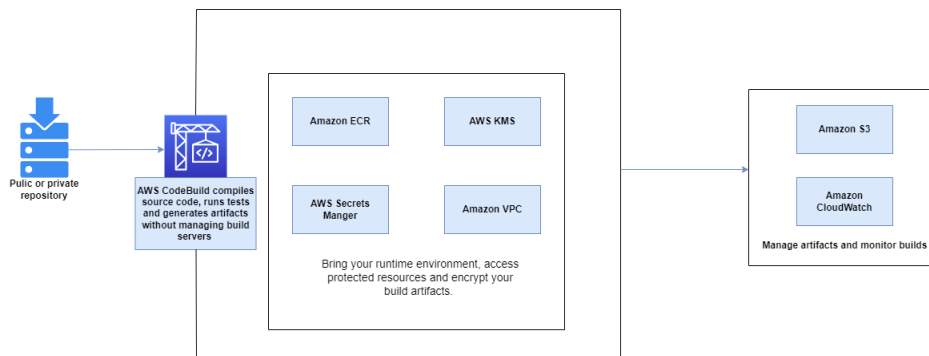 Pulic or private
repository
AWS CodeBuild compiles
source code, runs tests
and generates artifacts
without managing build
servers
Amazon ECR
AWS KMS
AWS Secrets
Manger
Amazon VPC
Bring your runtime environment, access
protected resources and encrypt your
build artifacts.
Amazon S3
Amazon
CloudWatch
Manage artifacts and monitor builds